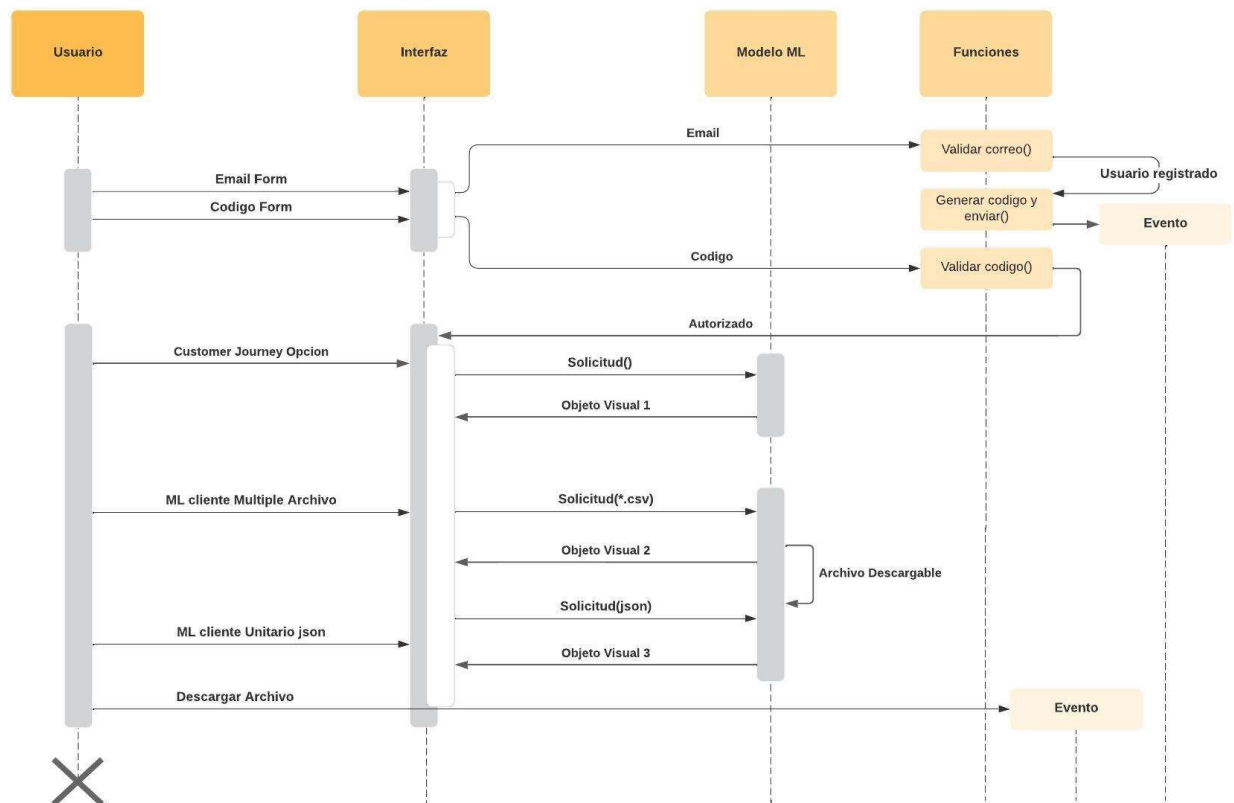 Usuario
Interfaz
Modelo ML
Funciones
Email
Validar correo()
Usuario registrado
Email Form
Codigo Form
Generar codigo y
enviar()
Evento
Codigo
Validar codigo()
Autorizado
Customer Journey Opcion
Solicitud()
Objeto Visual 1
ML cliente Multiple Archivo
Solicitud(*.csv)
Objeto Visual 2
Archivo Descargable
Solicitud(json)
ML cliente Unitario json
Objeto Visual 3
Descargar Archivo
Evento